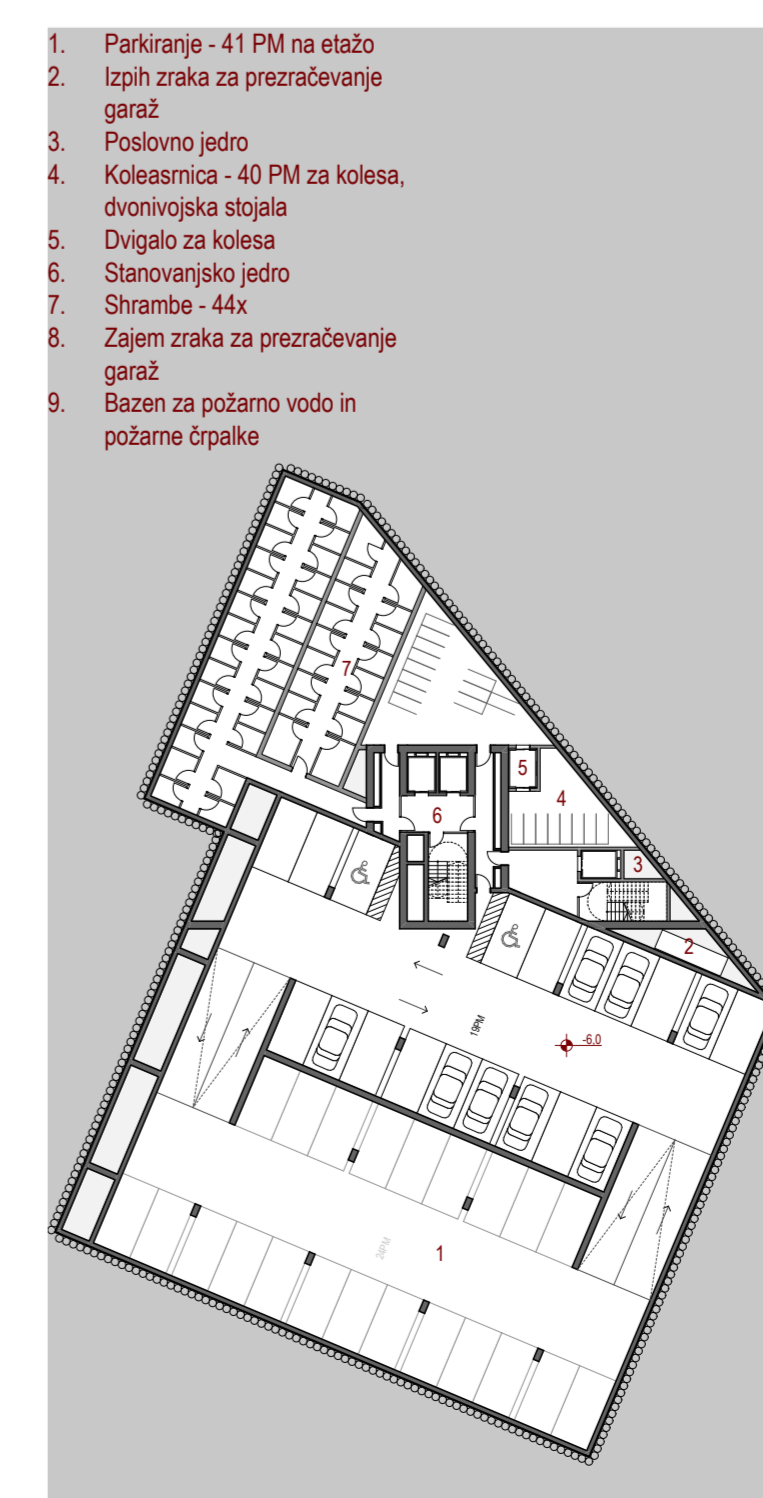 1. Parkiranje - 41 PM na etažo
2. Izpih zraka za prezračevanje
garaž
3. Poslovno jedro
4. Koleasrnica - 40 PM za kolesa,
dvonivojska stojala
5. Dvigalo za kolesa
6. Stanovanjsko jedro
7. Shrambe - 44x
8. Zajem zraka za prezračevanje
garaž
9. Bazen za požarno vodo in
požarne črpalke
7
5
4
6
3
2
19PM
-6,0
24PM
1